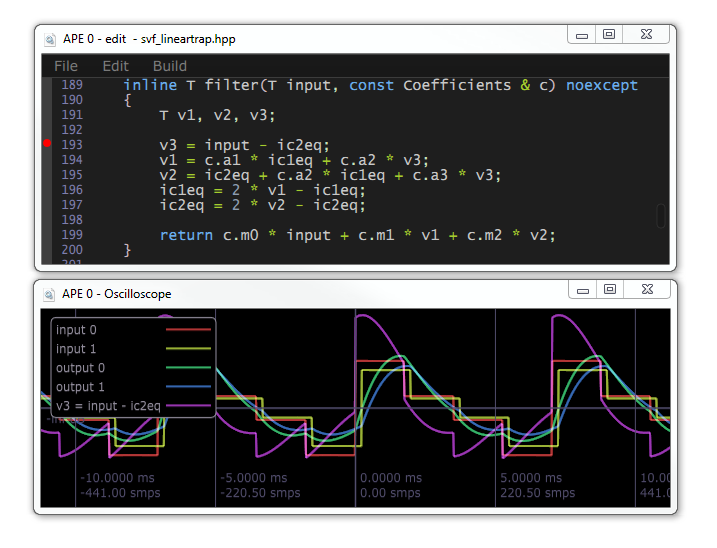 APE 0 - edit - svf_lineartrap.hpp
File Edit Build
189 inline T filter(T input, const Coefficients & c) noexcept
190 {
191 T v1, v2, v3;
192
193 v3 = input - ic2eq;
194 v1 = c.a1 * ic1eq + c.a2 * v3;
195 v2 = ic2eq + c.a2 * ic1eq + c.a3 * v3;
196 ic1eq = 2 * v1 - ic1eq;
197 ic2eq = 2 * v2 - ic2eq;
198
199 return c.m0 * input + c.m1 * v1 + c.m2 * v2;
200 }
201
APE 0 - Oscilloscope
input 0
input 1
output 0
output 1
v3 = input - ic2eq
-10.0000 ms -5.0000 ms 0.0000 ms 5.0000 ms 10.00
-441.00 smps -220.50 smps 0.00 smps 220.50 smps 441.0